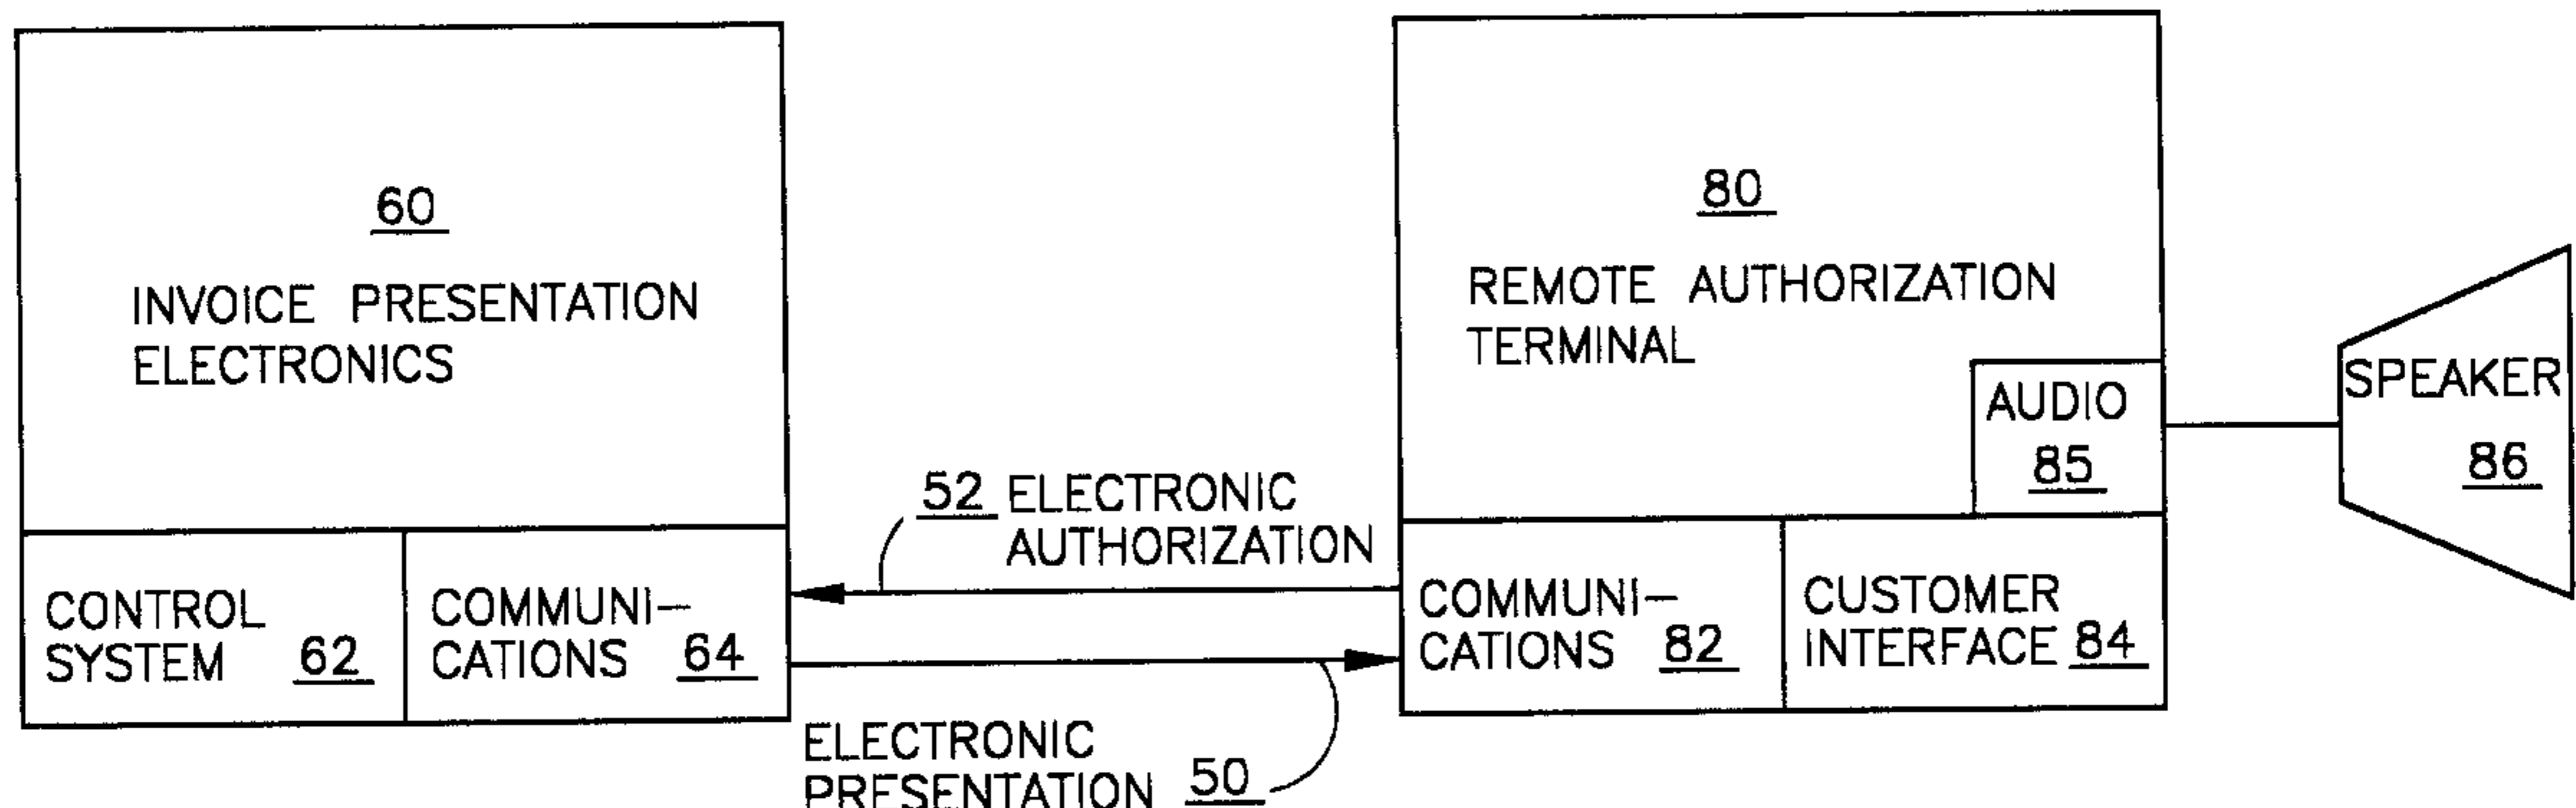 60
INVOICE PRESENTATION
ELECTRONICS
CONTROL
SYSTEM 62
COMMUNI-
CATIONS 64
52 ELECTRONIC
AUTHORIZATION
ELECTRONIC
PRESENTATION 50
80
REMOTE AUTHORIZATION
TERMINAL
AUDIO
85
COMMUNI-
CATIONS 82
CUSTOMER
INTERFACE 84
SPEAKER
86